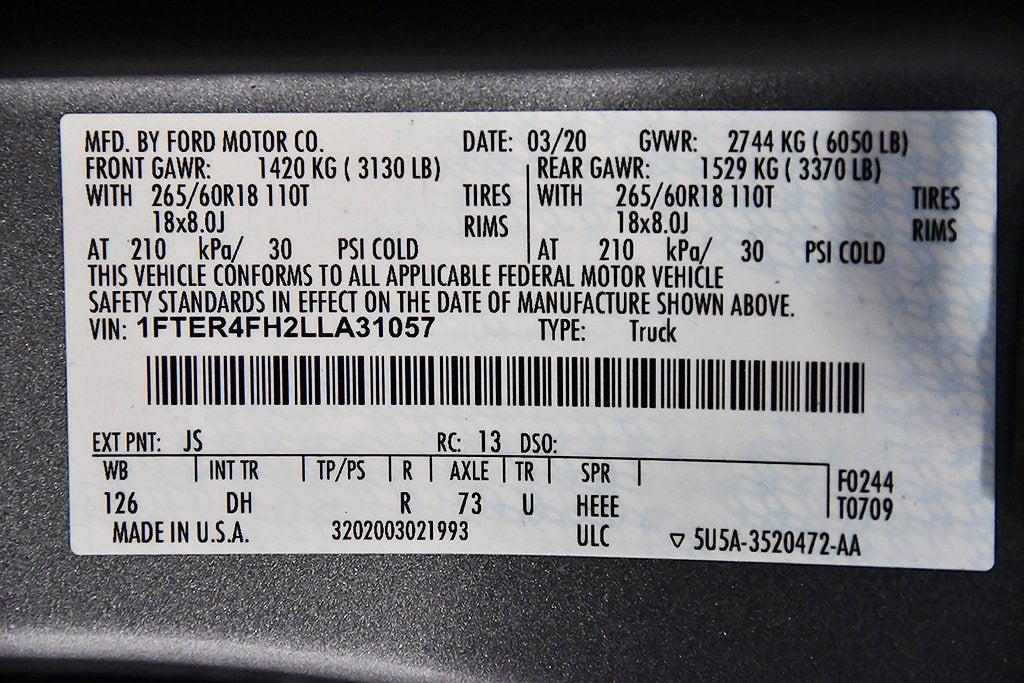 MFD. BY FORD MOTOR CO. DATE: 03/20 GVWR: 2744 KG ( 6050 LB)
FRONT GAWR: 1420 KG ( 3130 LB) REAR GAWR: 1529 KG ( 3370 LB)
WITH 265/60R18 110T TIRES WITH 265/60R18 110T TIRES
18x8.0J RIMS 18x8.0J RIMS
AT 210 kPa/ 30 PSI COLD AT 210 kPa/ 30 PSI COLD
THIS VEHICLE CONFORMS TO ALL APPLICABLE FEDERAL MOTOR VEHICLE
SAFETY STANDARDS IN EFFECT ON THE DATE OF MANUFACTURE SHOWN ABOVE.
VIN: 1FTER4FH2LLA31057 TYPE: Truck
EXT PNT: JS RC: 13 DSO:
WB INT TR TP/PS R AXLE TR SPR F0244
126 DH R 73 U HEEE T0709
MADE IN U.S.A. 3202003021993 ULC ▽ 5U5A-3520472-AA